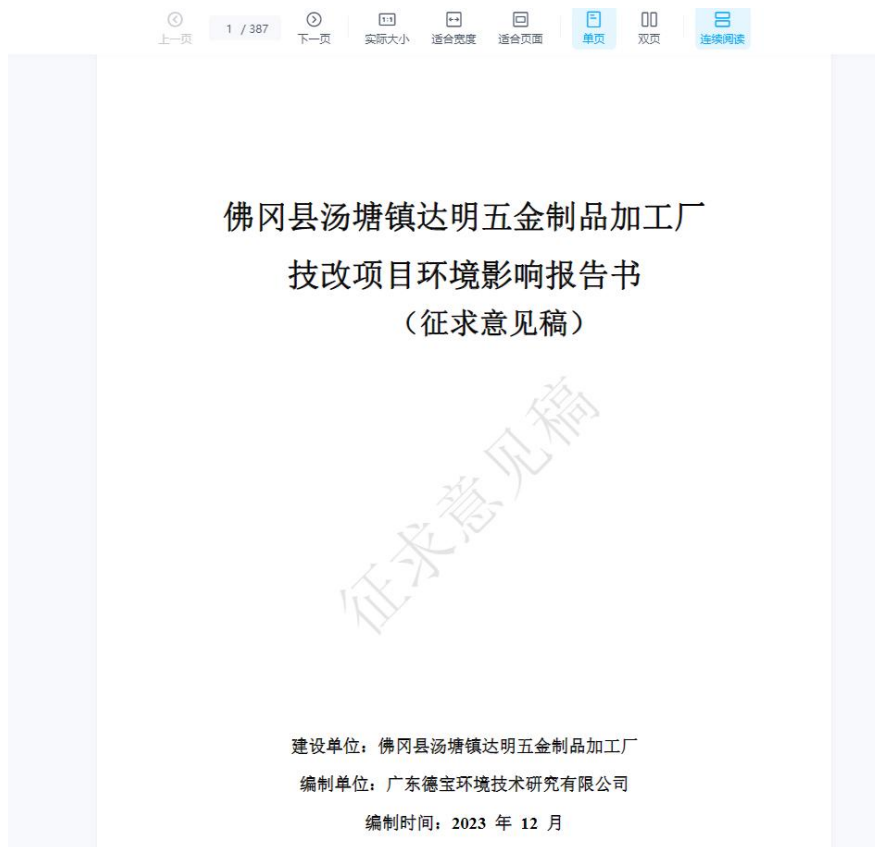 上一页 1 / 387 下一页 1:1 实际大小 适合宽度 适合页面 单页 双页 连续阅读
佛冈县汤塘镇达明五金制品加工厂
技改项目环境影响报告书
（征求意见稿）
征求意见稿
建设单位：佛冈县汤塘镇达明五金制品加工厂
编制单位：广东德宝环境技术研究有限公司
编制时间：2023 年 12 月